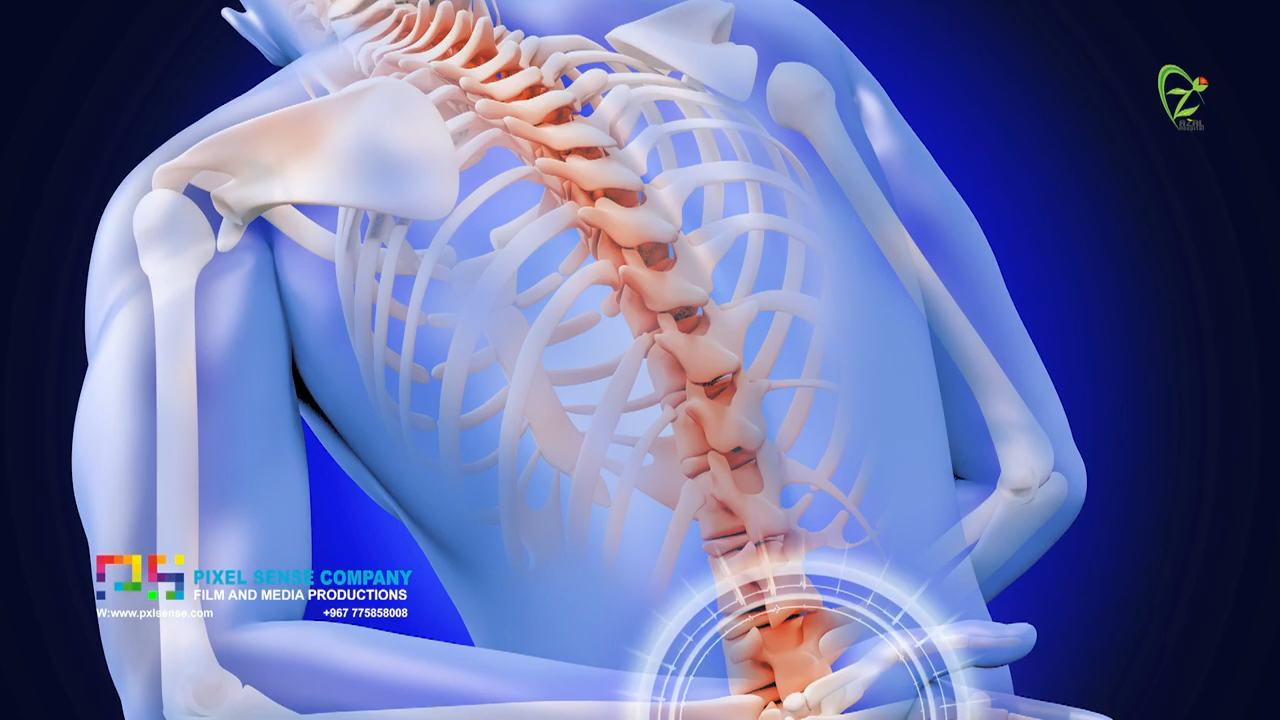 PIXEL SENSE COMPANY
FILM AND MEDIA PRODUCTIONS
W:www.pxlsense.com +967 775858008